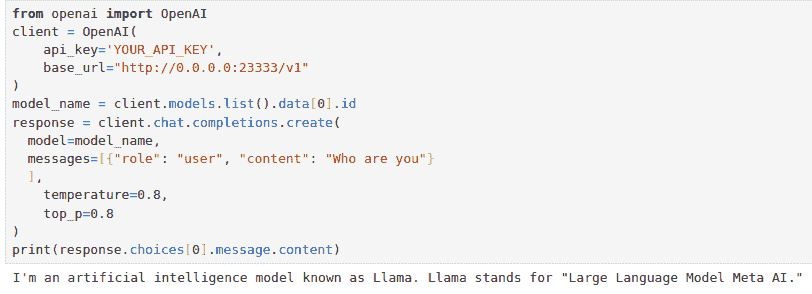 from openai import OpenAI
client = OpenAI(
    api_key='YOUR_API_KEY',
    base_url="http://0.0.0.0:23333/v1"
)
model_name = client.models.list().data[0].id
response = client.chat.completions.create(
  model=model_name,
  messages=[{"role": "user", "content": "Who are you"}
  ],
    temperature=0.8,
    top_p=0.8
)
print(response.choices[0].message.content)
I'm an artificial intelligence model known as Llama. Llama stands for "Large Language Model Meta AI."